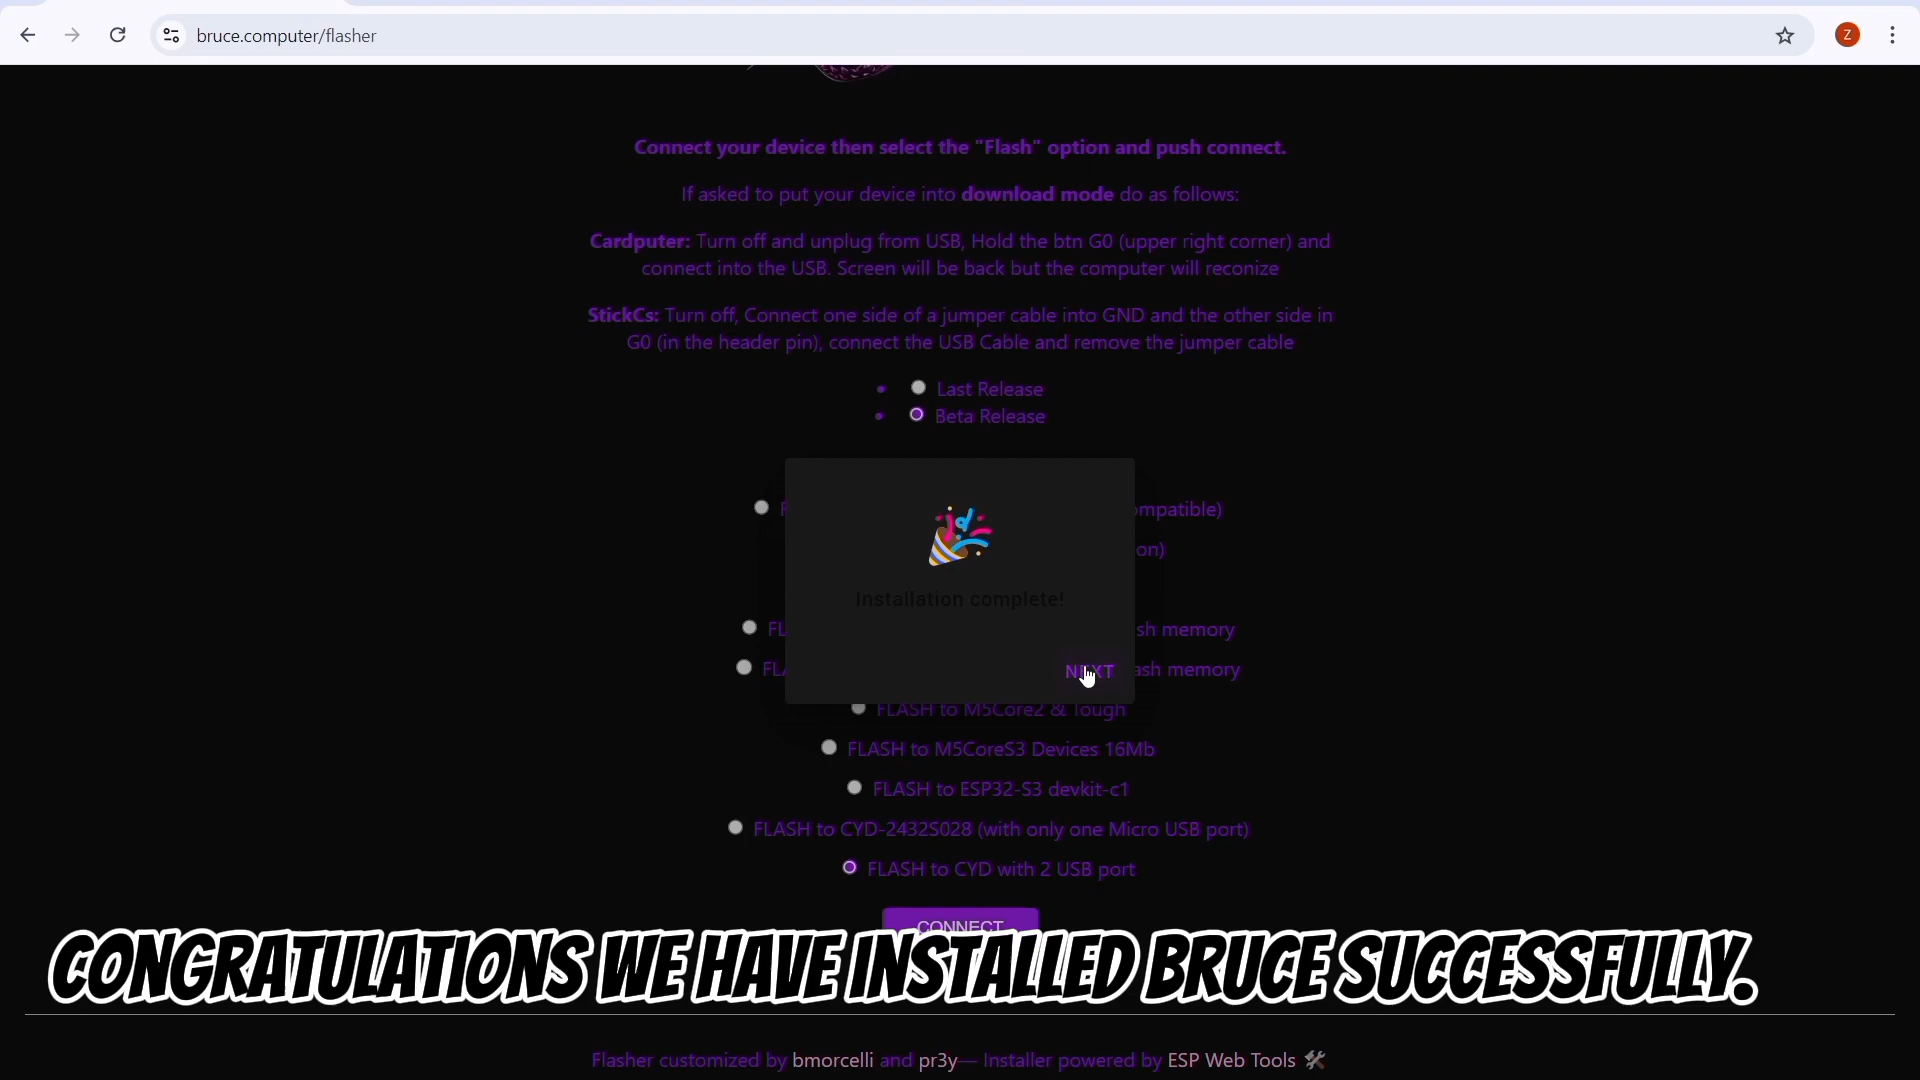 bruce.computer/flasher
Z
Connect your device then select the "Flash" option and push connect.
If asked to put your device into download mode do as follows:
Cardputer: Turn off and unplug from USB, Hold the btn G0 (upper right corner) and
connect into the USB. Screen will be back but the computer will reconize
StickCs: Turn off, Connect one side of a jumper cable into GND and the other side in
G0 (in the header pin), connect the USB Cable and remove the jumper cable
Last Release
Beta Release
Installation complete!
NEXT
FLASH to M5Core2 & Tough
FLASH to M5CoreS3 Devices 16Mb
FLASH to ESP32-S3 devkit-c1
FLASH to CYD-2432S028 (with only one Micro USB port)
FLASH to CYD with 2 USB port
CONNECT
CONGRATULATIONS WE HAVE INSTALLED BRUCE SUCCESSFULLY.
Flasher customized by bmorcelli and pr3y— Installer powered by ESP Web Tools 🛠️